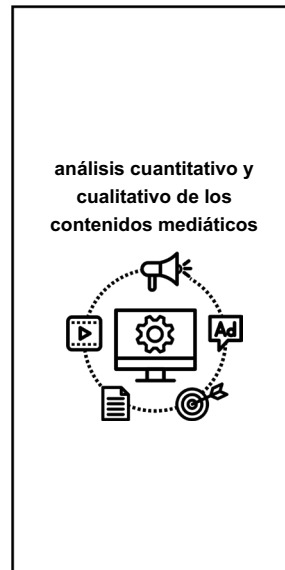 análisis cuantitativo y
cualitativo de los
contenidos mediáticos
Ad